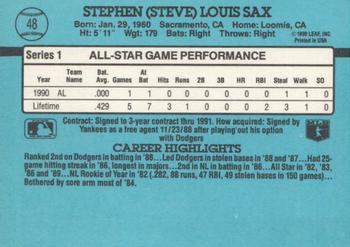 48
STEPHEN (STEVE) LOUIS SAX
Born: Jan. 29, 1960 Sacramento, CA Home: Loomis, CA
Ht: 5' 11" Wgt: 179 Bats: Right Throws: Right
© 1990 LEAF, INC.
Printed in USA
Series 1 ALL-STAR GAME PERFORMANCE
Year Bat. Avg. Games At Bat Hits Runs 2B 3B HR RBI Steal Walk SO
1990 AL .000 1 1 0 0 0 0 0 0 1 1 0
Lifetime .429 5 7 3 1 0 0 0 1 2 1 0
Contract: Signed to 3-year contract thru 1991. How acquired: Signed by
Yankees as a free agent 11/23/88 after playing out his option with
Dodgers
CAREER HIGHLIGHTS
Ranked 2nd on Dodgers in batting in '88... Led Dodgers in stolen bases in '88 and '87... Had 25-
game hitting streak in '86, longest in majors... 2nd in NL in batting in '86... All Star in '82, '83,
'86 and '89... NL Rookie of Year in '82 (.282, 88 runs, 47 RBI, 49 stolen bases in 150 games)...
Bothered by sore arm most of '84.